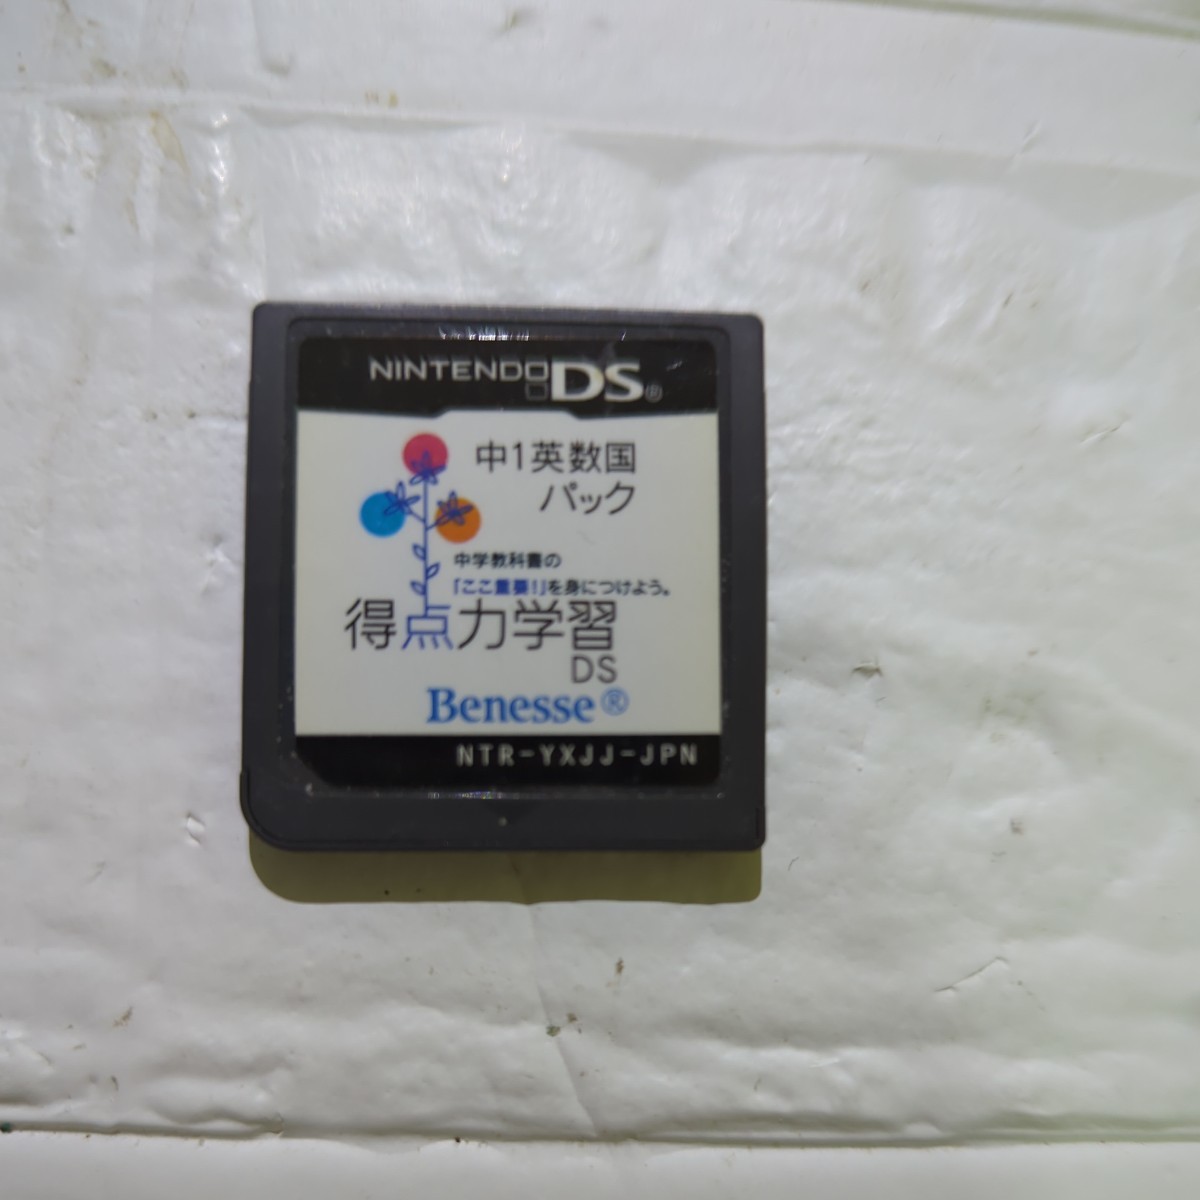 NINTENDO DS®
中1英数国
パック
中学教科書の
「ここ重要!」を身につけよう。
得点力学習
DS
Benesse®
NTR-YXJJ-JPN